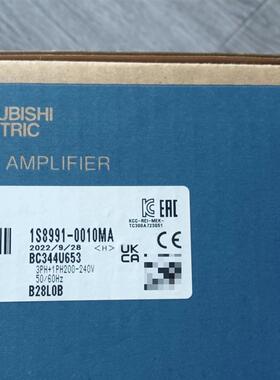 UBISHI
TRIC
AMPLIFIER
KCC-REI-MEK-
TC300A723G51
EAC
1S8991-0010MA
2022/9/28 <H>
BC344U653
UK
CA
3PH+1PH200-240V
50/60Hz
B28L0B